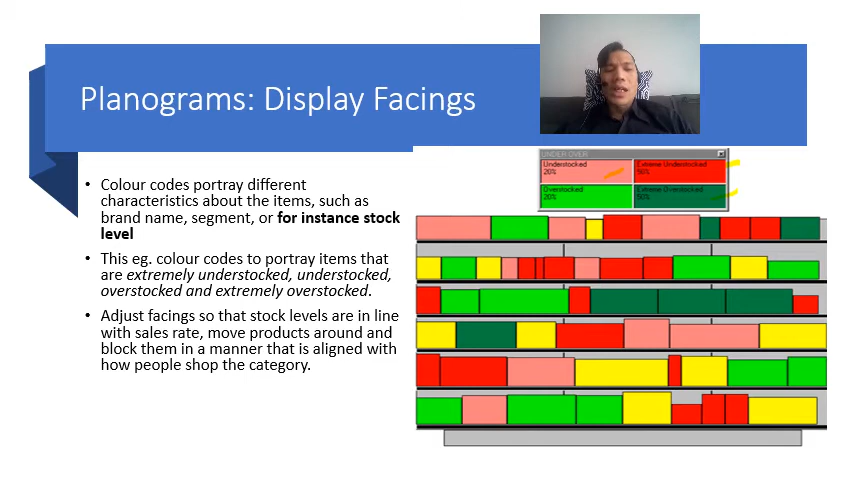 Planograms: Display Facings
• Colour codes portray different
characteristics about the items, such as
brand name, segment, or for instance stock
level
• This eg. colour codes to portray items that
are extremely understocked, understocked,
overstocked and extremely overstocked.
• Adjust facings so that stock levels are in line
with sales rate, move products around and
block them in a manner that is aligned with
how people shop the category.
UNDER OVER
Understocked
20%
Extreme Understocked
50%
Overstocked
20%
Extreme Overstocked
50%